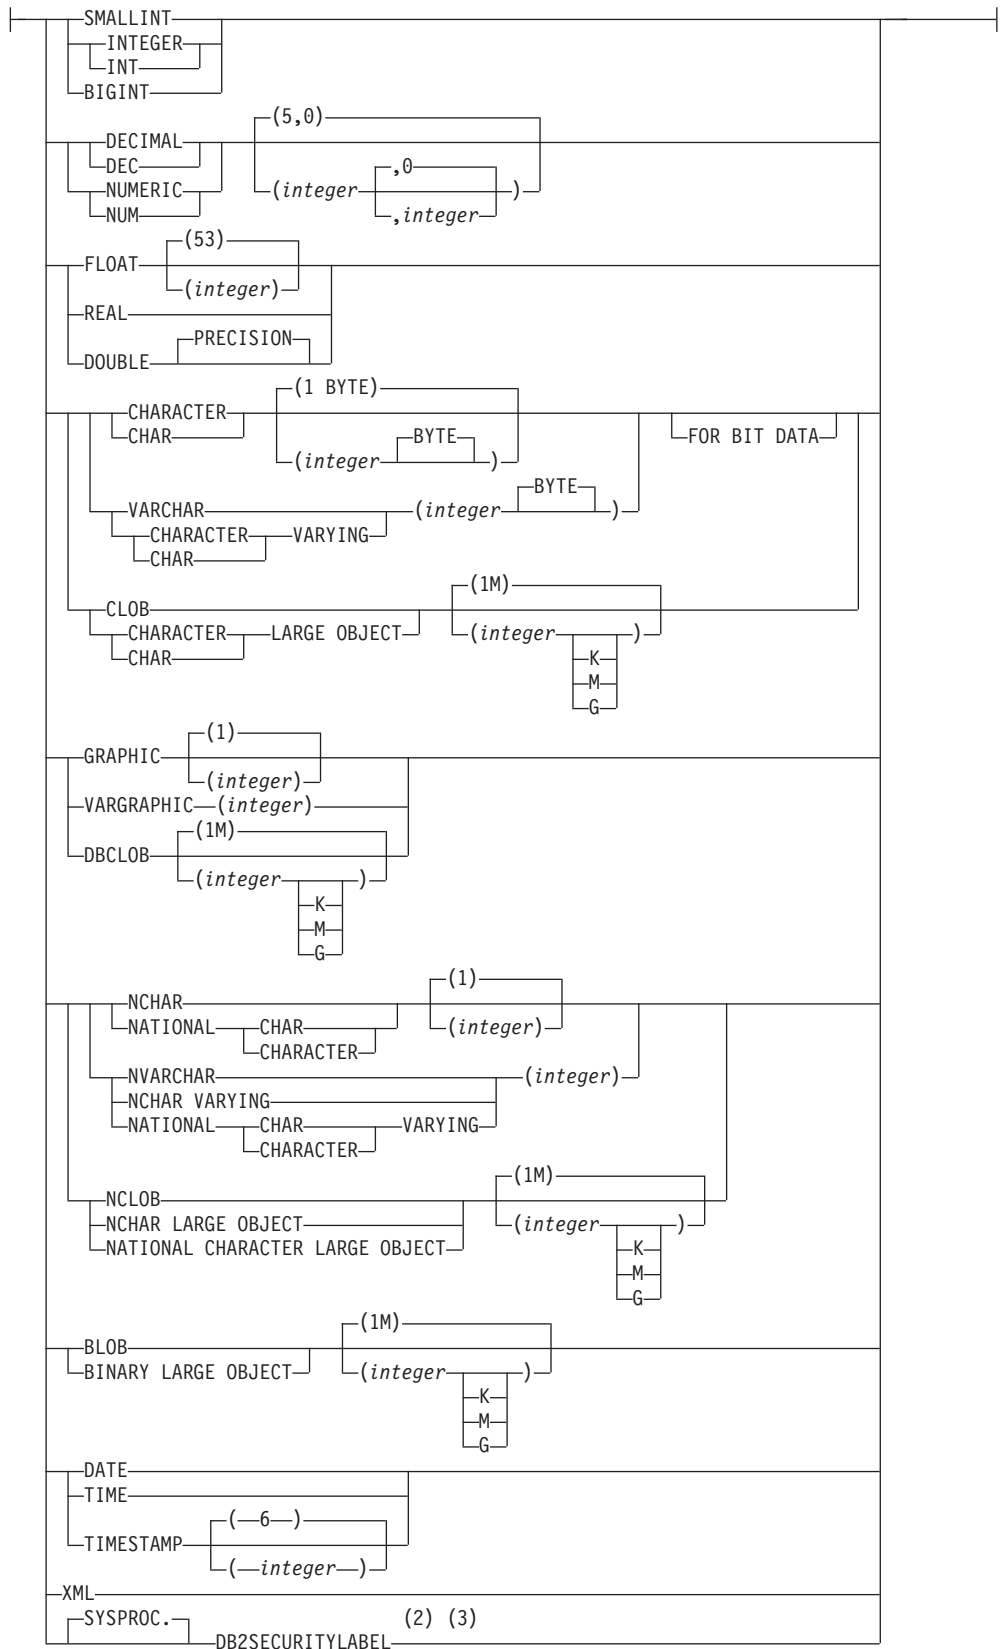 SMALLINT
INTEGER
INT
BIGINT
(5,0)
DECIMAL
DEC
,0
NUMERIC
(integer )
NUM
,integer
(53)
FLOAT
(integer)
REAL
PRECISION
DOUBLE
(1 BYTE)
CHARACTER
CHAR
FOR BIT DATA
BYTE
(integer )
BYTE
VARCHAR
(integer )
CHARACTER VARYING
CHAR
(1M)
CLOB
CHARACTER LARGE OBJECT
(integer )
CHAR
K
M
G
(1)
GRAPHIC
(integer)
VARGRAPHIC (integer)
(1M)
DBCLOB
(integer )
K
M
G
(1)
NCHAR
NATIONAL CHAR
(integer)
CHARACTER
NVARCHAR
(integer)
NCHAR VARYING
NATIONAL CHAR VARYING
CHARACTER
(1M)
NCLOB
NCHAR LARGE OBJECT
(integer )
NATIONAL CHARACTER LARGE OBJECT
K
M
G
(1M)
BLOB
BINARY LARGE OBJECT
(integer )
K
M
G
DATE
TIME
( 6 )
TIMESTAMP
( integer )
XML
SYSPROC. (2) (3)
DB2SECURITYLABEL